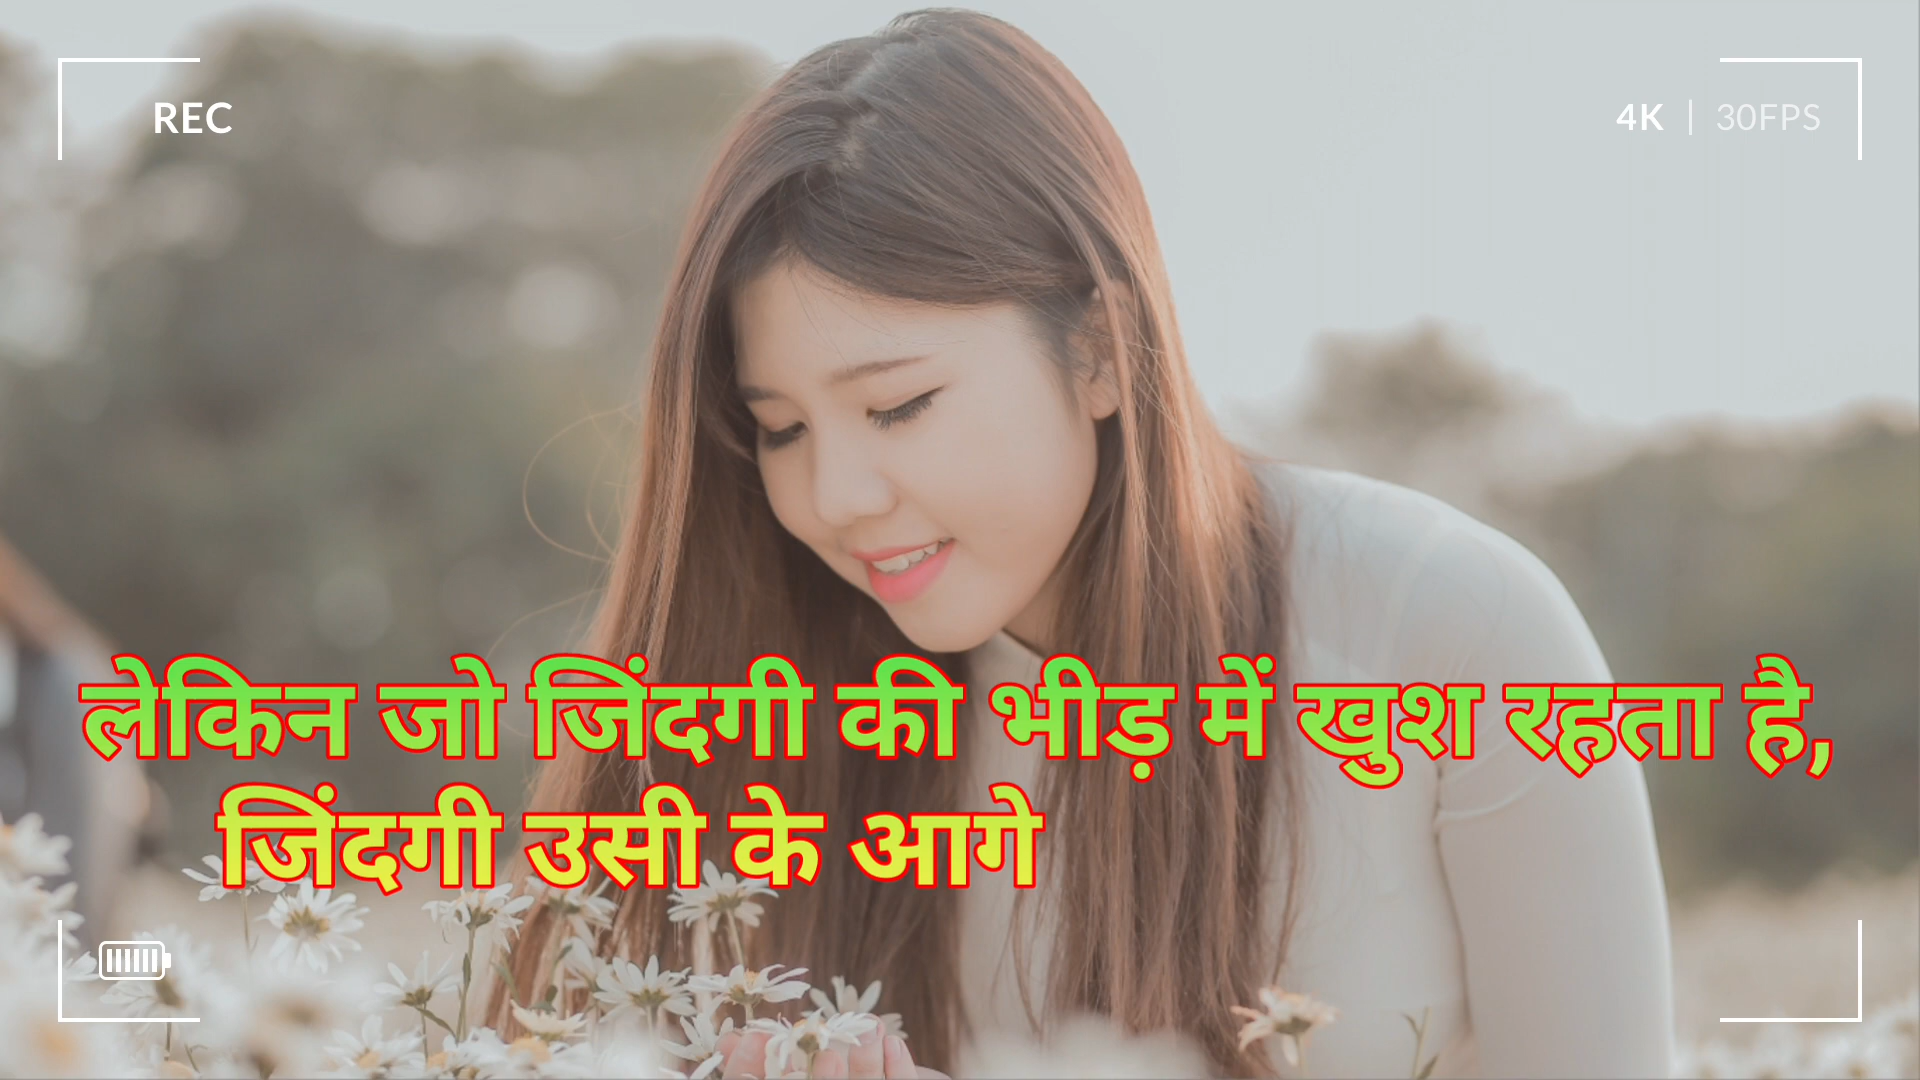 REC
4K | 30FPS
लेकिन जो जिंदगी की भीड़ में खुश रहता है,
जिंदगी उसी के आगे